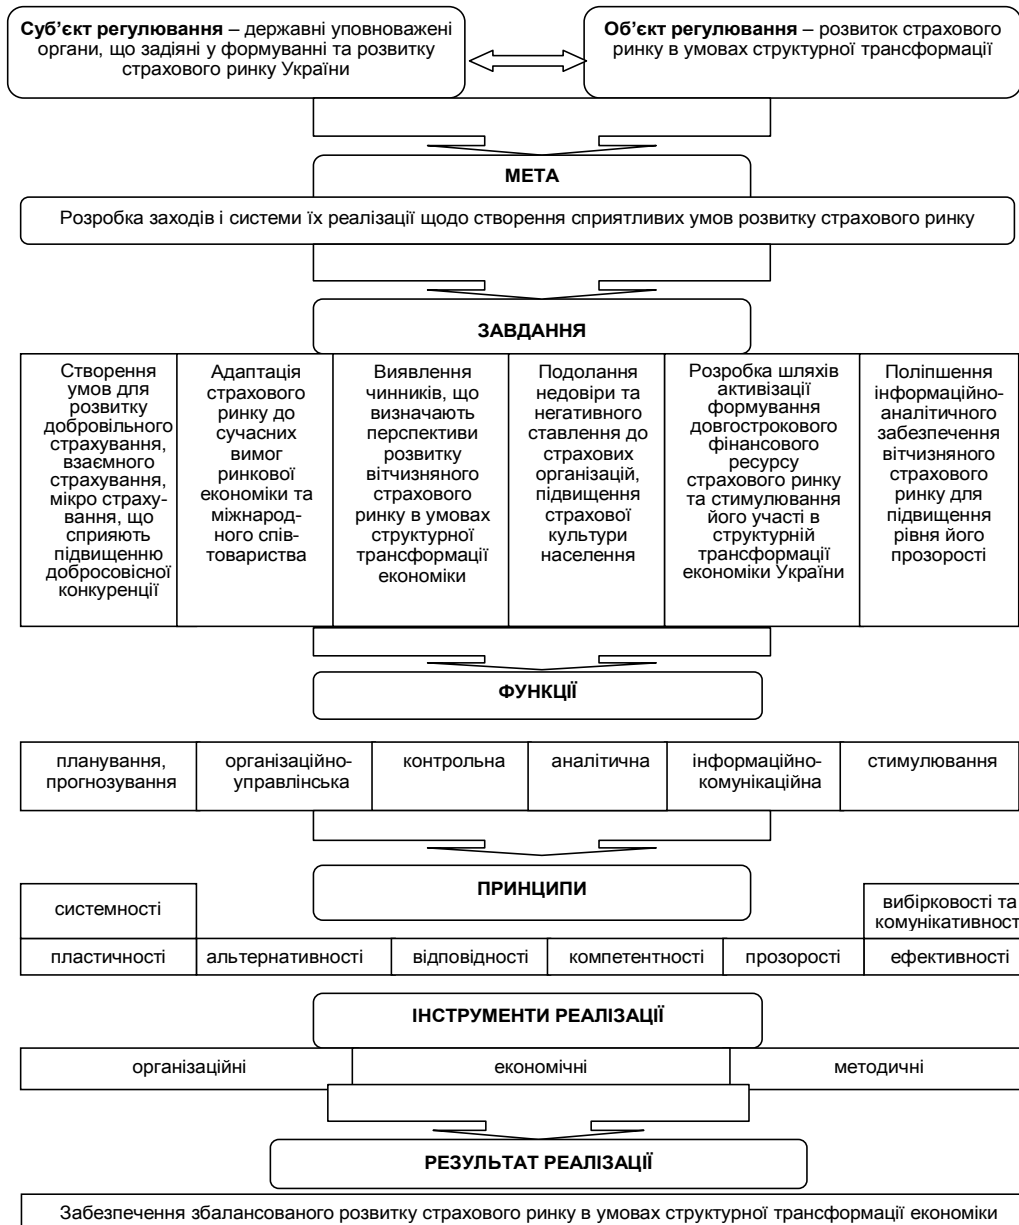 Суб’єкт регулювання – державні уповноважені
органи, що задіяні у формуванні та розвитку
страхового ринку України
Об’єкт регулювання – розвиток страхового
ринку в умовах структурної трансформації
МЕТА
Розробка заходів і системи їх реалізації щодо створення сприятливих умов розвитку страхового ринку
ЗАВДАННЯ
Створення
умов для
розвитку
добровільного
страхування,
взаємного
страхування,
мікро страху-
вання, що
сприяють
підвищенню
добросовісної
конкуренції
Адаптація
страхового
ринку до
сучасних
вимог
ринкової
економіки та
міжнарод-
ного спів-
товариства
Виявлення
чинників, що
визначають
перспективи
розвитку
вітчизняного
страхового
ринку в умовах
структурної
трансформації
економіки
Подолання
недовіри та
негативного
ставлення до
страхових
організацій,
підвищення
страхової
культури
населення
Розробка шляхів
активізації
формування
довгострокового
фінансового
ресурсу
страхового ринку
та стимулювання
його участі в
структурній
трансформації
економіки України
Поліпшення
інформаційно-
аналітичного
забезпечення
вітчизняного
страхового
ринку для
підвищення
рівня його
прозорості
ФУНКЦІЇ
планування,
прогнозування
організаційно-
управлінська
контрольна
аналітична
інформаційно-
комунікаційна
стимулювання
ПРИНЦИПИ
системності
вибірковості та
комунікативност
пластичності
альтернативності
відповідності
компетентності
прозорості
ефективності
ІНСТРУМЕНТИ РЕАЛІЗАЦІЇ
організаційні
економічні
методичні
РЕЗУЛЬТАТ РЕАЛІЗАЦІЇ
Забезпечення збалансованого розвитку страхового ринку в умовах структурної трансформації економіки